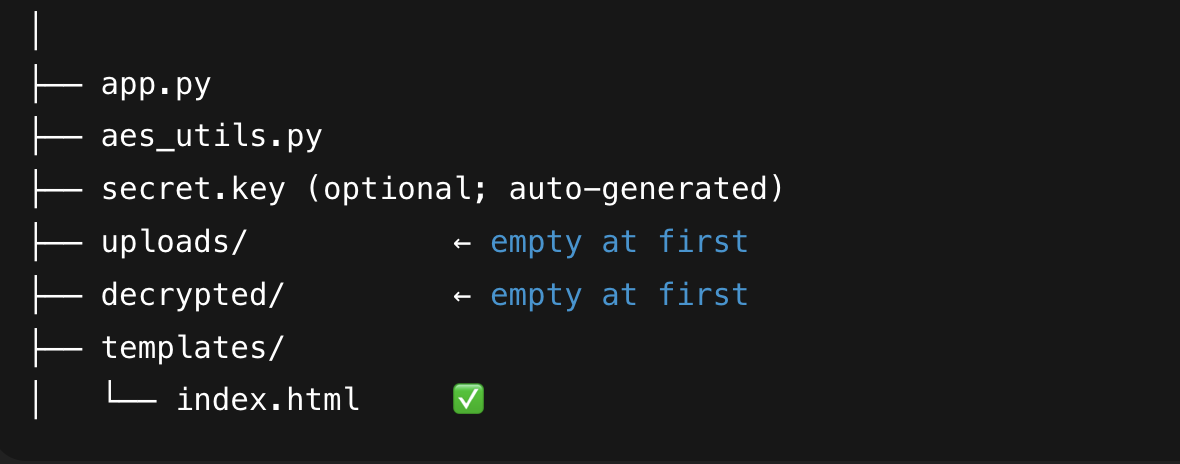 │
├── app.py
├── aes_utils.py
├── secret.key (optional; auto-generated)
├── uploads/           ← empty at first
├── decrypted/         ← empty at first
├── templates/
│   └── index.html     ✅